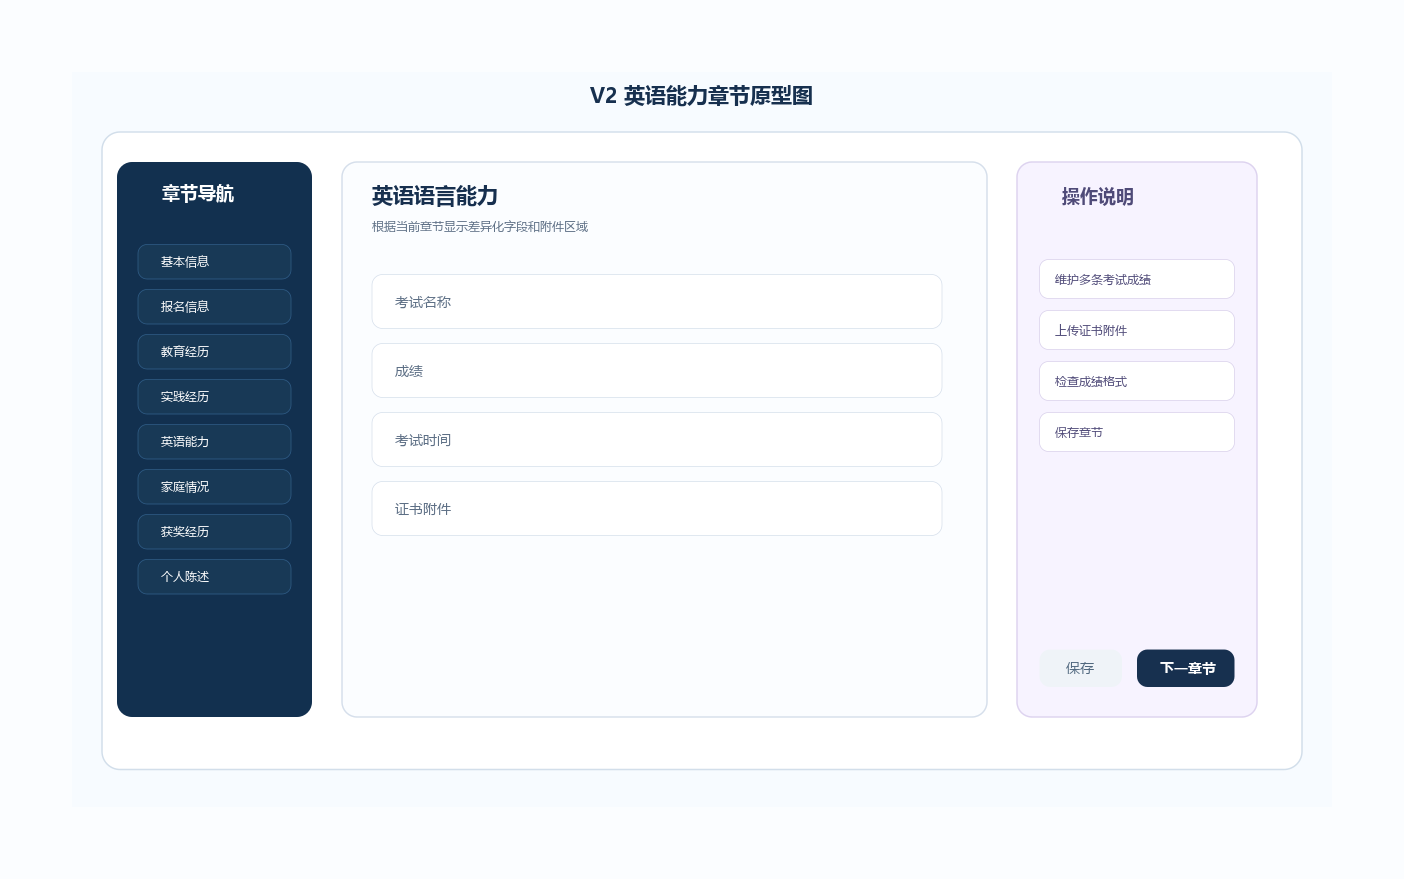 V2 英语能力章节原型图
章节导航
基本信息
报名信息
教育经历
实践经历
英语能力
家庭情况
获奖经历
个人陈述
英语语言能力
根据当前章节显示差异化字段和附件区域
考试名称
成绩
考试时间
证书附件
操作说明
维护多条考试成绩
上传证书附件
检查成绩格式
保存章节
保存
下一章节